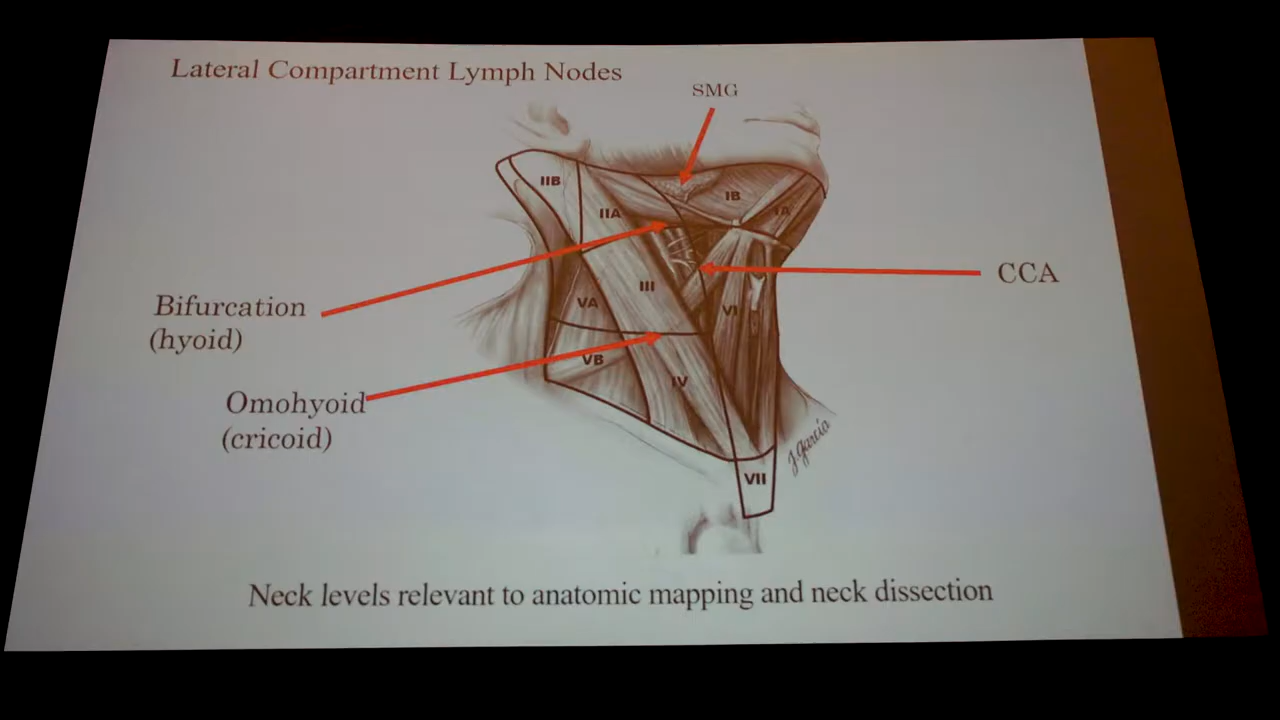 Lateral Compartment Lymph Nodes
SMG
IIB
IB
IIA
IA
CCA
III
Bifurcation
(hyoid)
VA
VI
VB
IV
Omohyoid
(cricoid)
J. Garcia
VII
Neck levels relevant to anatomic mapping and neck dissection